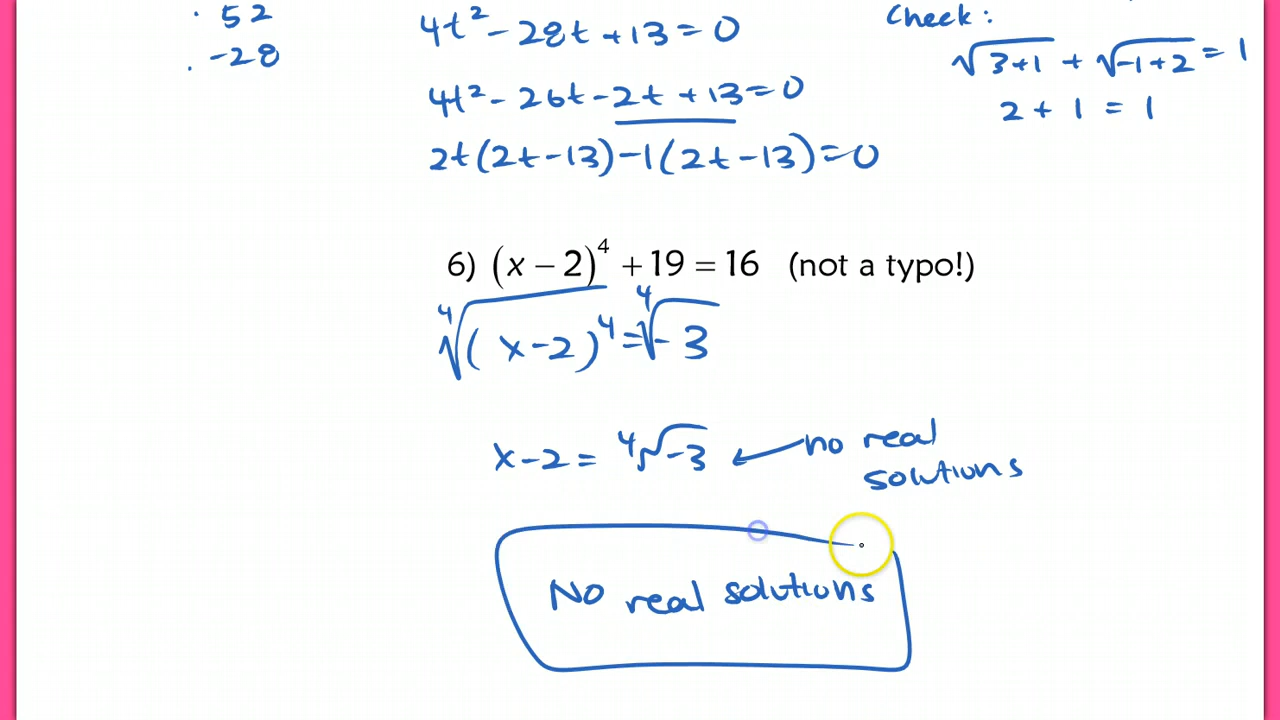 . 52
. -28
4t² - 28t + 13 = 0
4t² - 26t - 2t + 13 = 0
2t(2t - 13) - 1(2t - 13) = 0
Check:
√(3+1) + √(-1+2) = 1
2 + 1 = 1
6) (x − 2)⁴ + 19 = 16 (not a typo!)
⁴√(x - 2)⁴ = ⁴√-3
x - 2 = ⁴√-3 ← no real
solutions
No real solutions